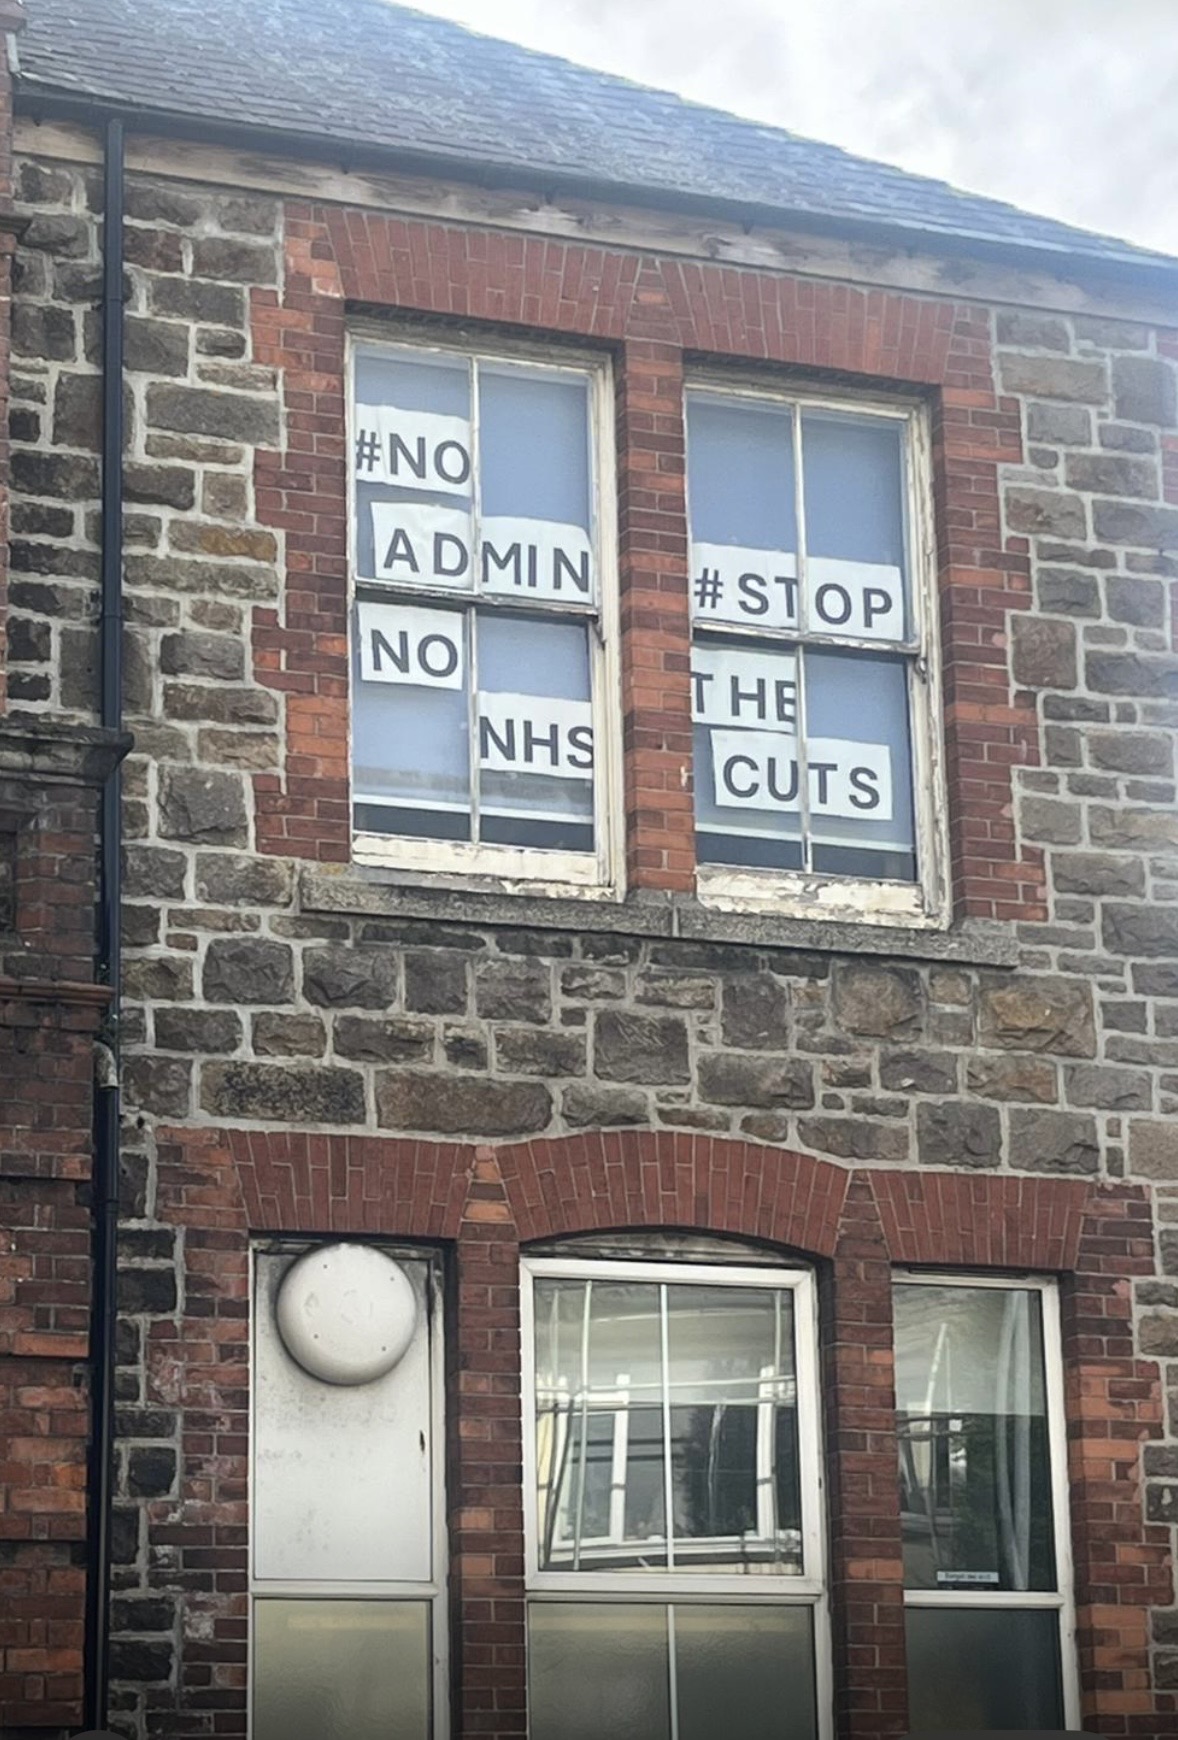 #NO
ADMIN
NO
NHS
#STOP
THE
CUTS